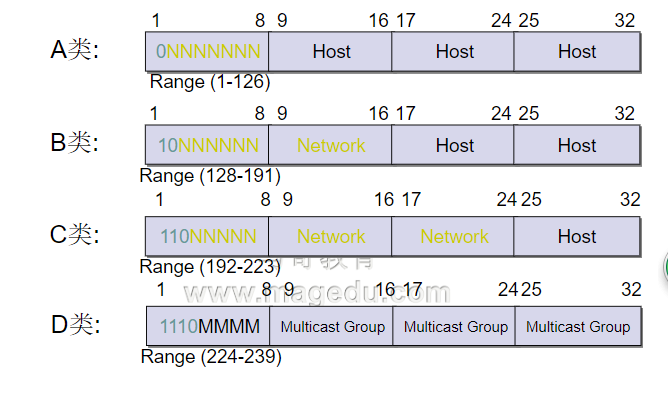 1 8 9 16 17 24 25 32
A类: 0NNNNNNN Host Host Host
Range (1-126)
1 8 9 16 17 24 25 32
B类: 10NNNNNN Network Host Host
Range (128-191)
1 8 9 16 17 24 25 32
C类: 110NNNNN Network Network Host
Range (192-223)
教育
www.magedu.com
1 8 9 16 17 24 25 32
D类: 1110MMMM Multicast Group Multicast Group Multicast Group
Range (224-239)